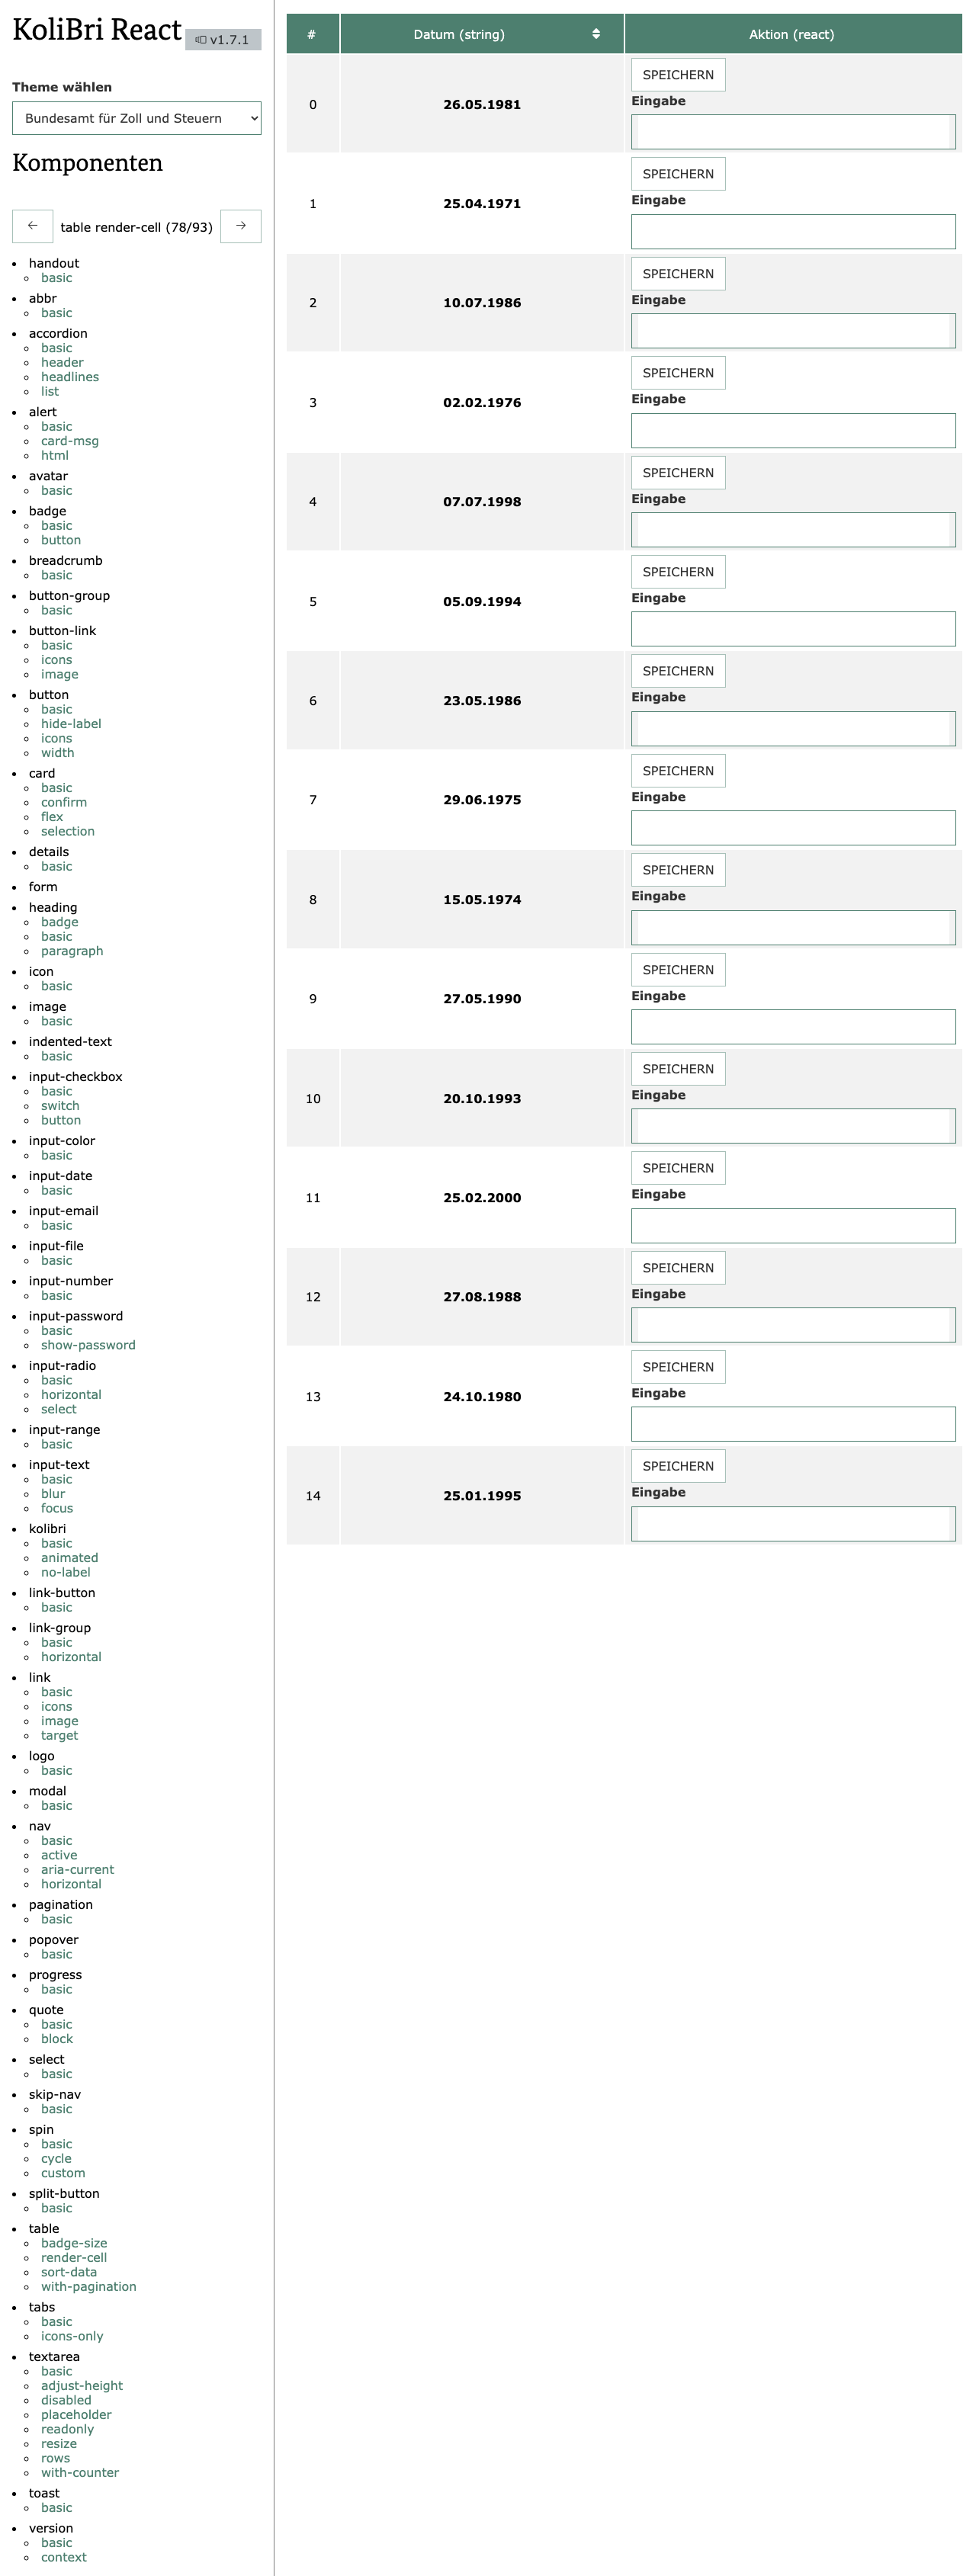 KoliBri React
v1.7.1
Theme wählen
Bundesamt für Zoll und Steuern
Komponenten
← table render-cell (78/93) →
handout
basic
abbr
basic
accordion
basic
header
headlines
list
alert
basic
card-msg
html
avatar
basic
badge
basic
button
breadcrumb
basic
button-group
basic
button-link
basic
icons
image
button
basic
hide-label
icons
width
card
basic
confirm
flex
selection
details
basic
form
heading
badge
basic
paragraph
icon
basic
image
basic
indented-text
basic
input-checkbox
basic
switch
button
input-color
basic
input-date
basic
input-email
basic
input-file
basic
input-number
basic
input-password
basic
show-password
input-radio
basic
horizontal
select
input-range
basic
input-text
basic
blur
focus
kolibri
basic
animated
no-label
link-button
basic
link-group
basic
horizontal
link
basic
icons
image
target
logo
basic
modal
basic
nav
basic
active
aria-current
horizontal
pagination
basic
popover
basic
progress
basic
quote
basic
block
select
basic
skip-nav
basic
spin
basic
cycle
custom
split-button
basic
table
badge-size
render-cell
sort-data
with-pagination
tabs
basic
icons-only
textarea
basic
adjust-height
disabled
placeholder
readonly
resize
rows
with-counter
toast
basic
version
basic
context
# Datum (string) Aktion (react)
SPEICHERN
Eingabe
0 26.05.1981
SPEICHERN
Eingabe
1 25.04.1971
SPEICHERN
Eingabe
2 10.07.1986
SPEICHERN
Eingabe
3 02.02.1976
SPEICHERN
Eingabe
4 07.07.1998
SPEICHERN
Eingabe
5 05.09.1994
SPEICHERN
Eingabe
6 23.05.1986
SPEICHERN
Eingabe
7 29.06.1975
SPEICHERN
Eingabe
8 15.05.1974
SPEICHERN
Eingabe
9 27.05.1990
SPEICHERN
Eingabe
10 20.10.1993
SPEICHERN
Eingabe
11 25.02.2000
SPEICHERN
Eingabe
12 27.08.1988
SPEICHERN
Eingabe
13 24.10.1980
SPEICHERN
Eingabe
14 25.01.1995